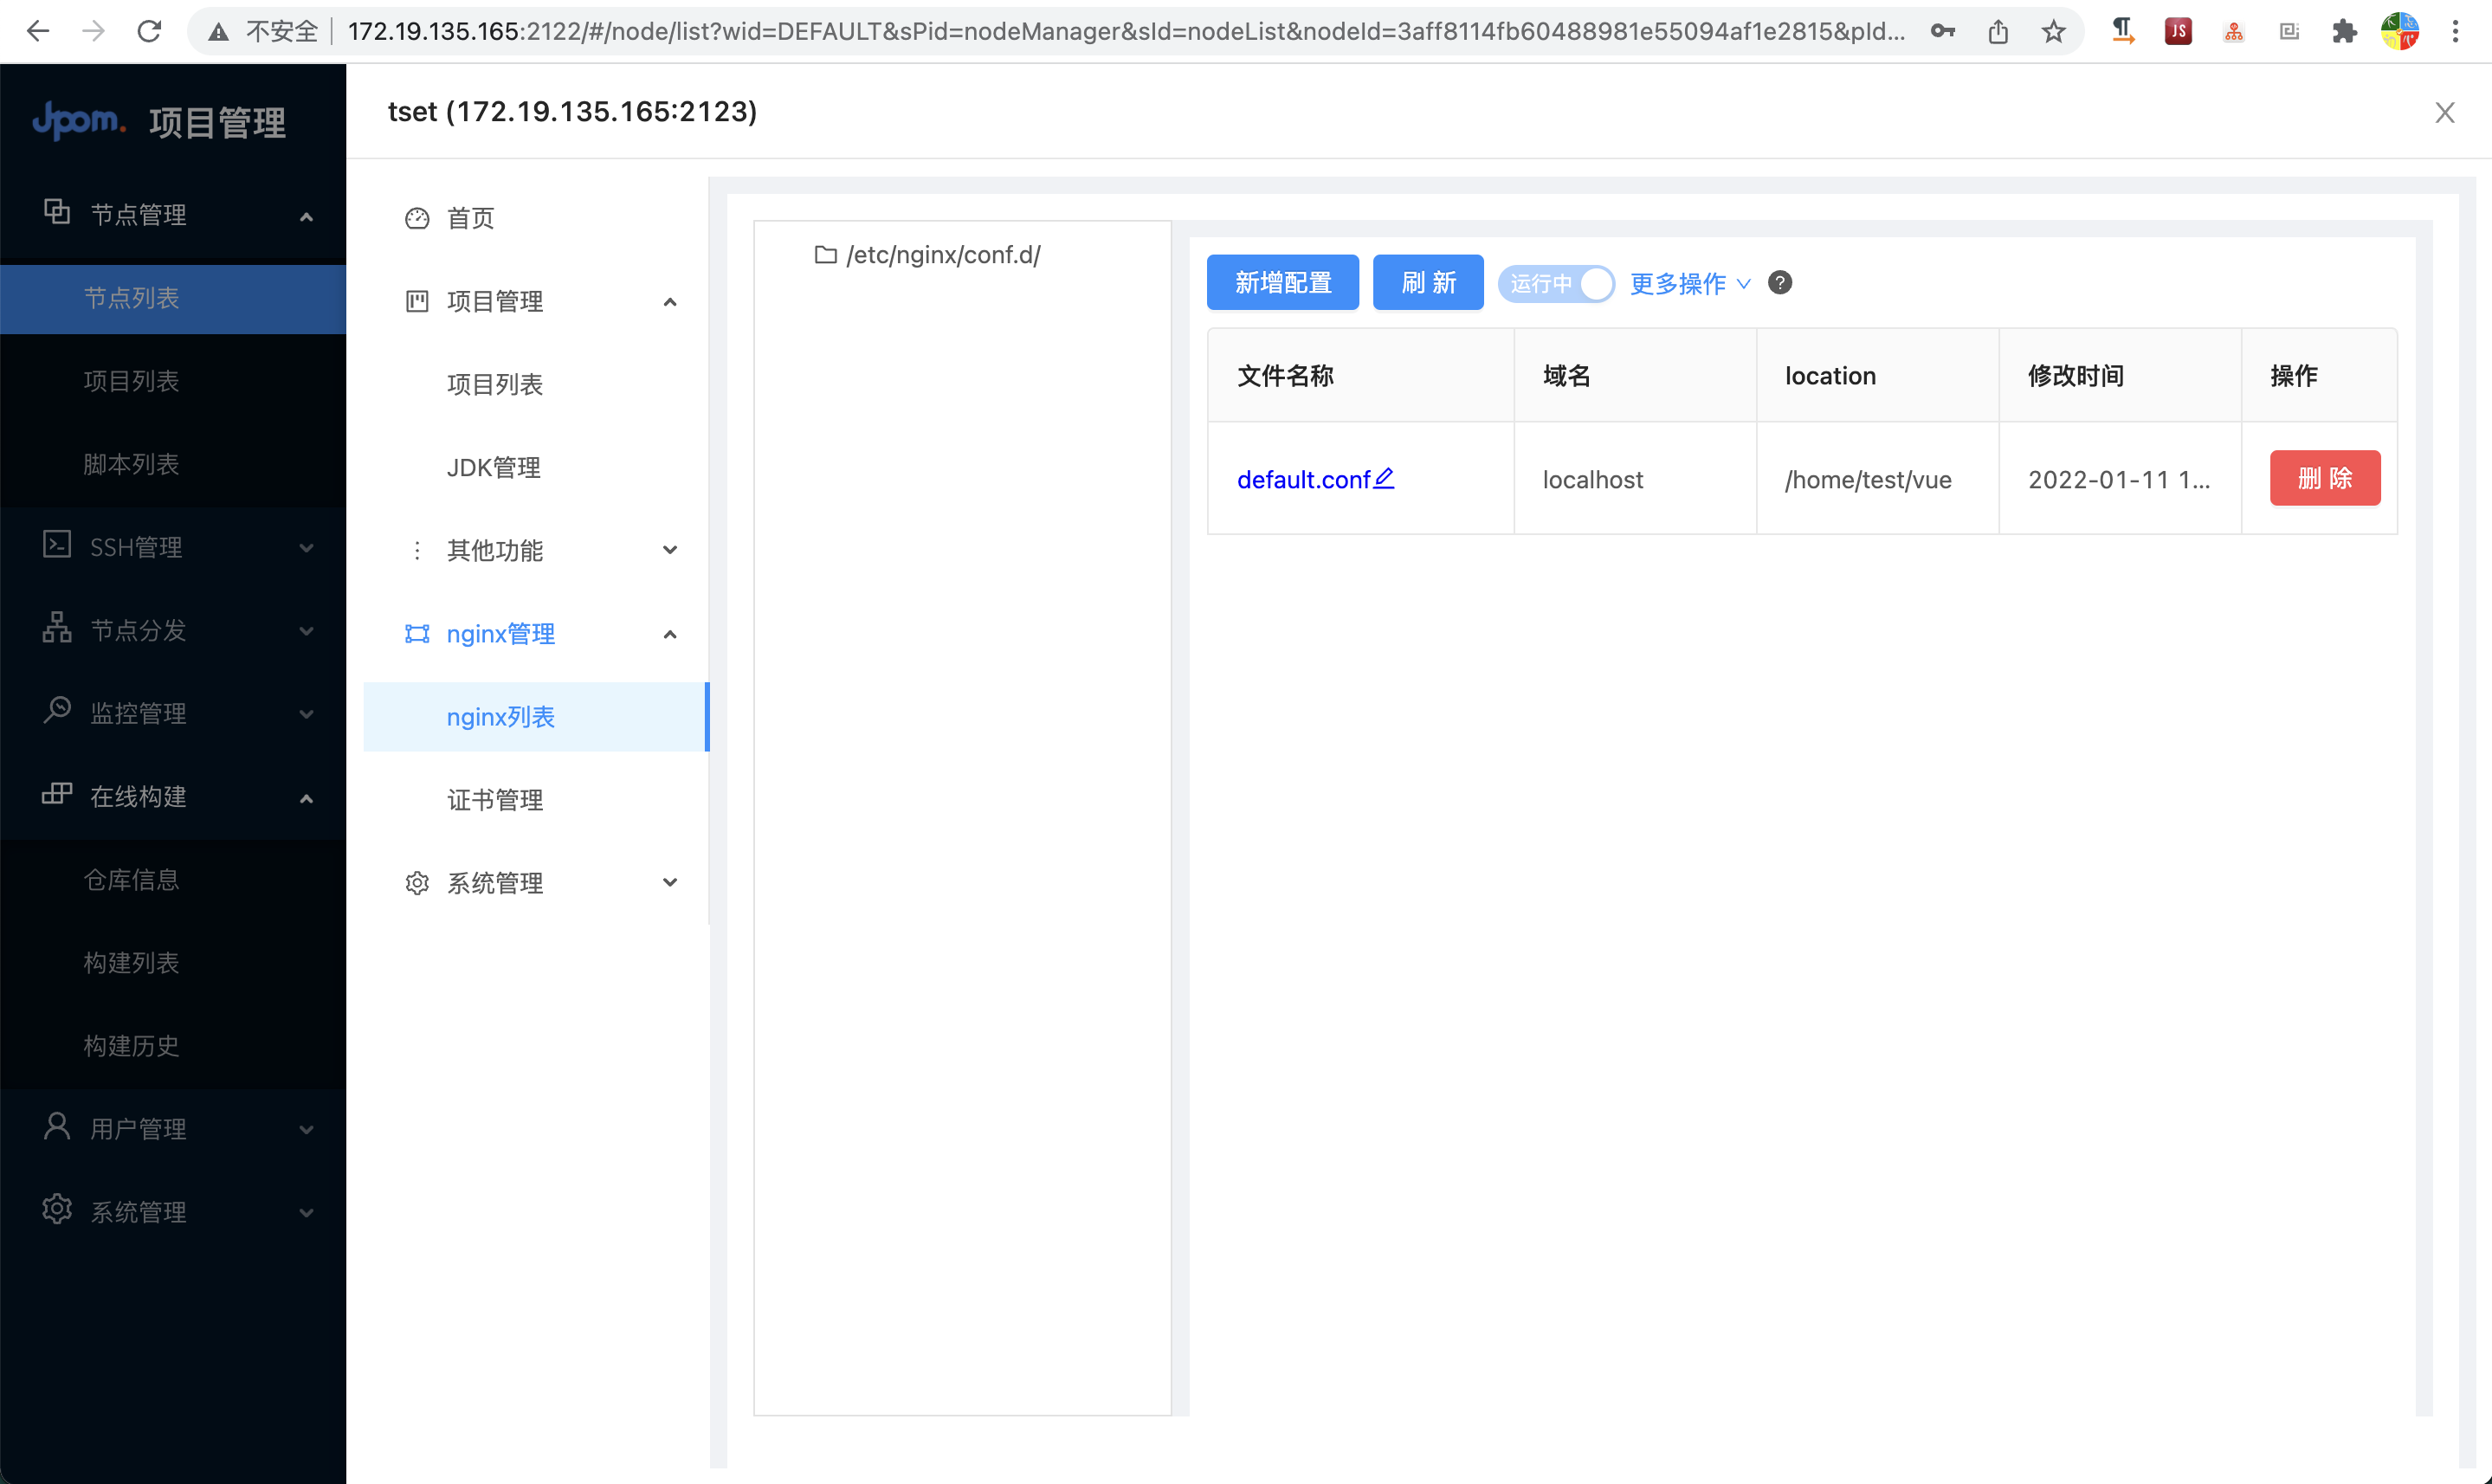 不安全
172.19.135.165:2122/#/node/list?wid=DEFAULT&sPid=nodeManager&sId=nodeList&nodeId=3aff8114fb60488981e55094af1e2815&pId...
JS
Jpom. 项目管理
节点管理
节点列表
项目列表
脚本列表
SSH管理
节点分发
监控管理
在线构建
仓库信息
构建列表
构建历史
用户管理
系统管理
tset (172.19.135.165:2123)
首页
项目管理
项目列表
JDK管理
其他功能
nginx管理
nginx列表
证书管理
系统管理
/etc/nginx/conf.d/
新增配置 刷 新 运行中 更多操作
文件名称 域名 location 修改时间 操作
default.conf localhost /home/test/vue 2022-01-11 1... 删 除